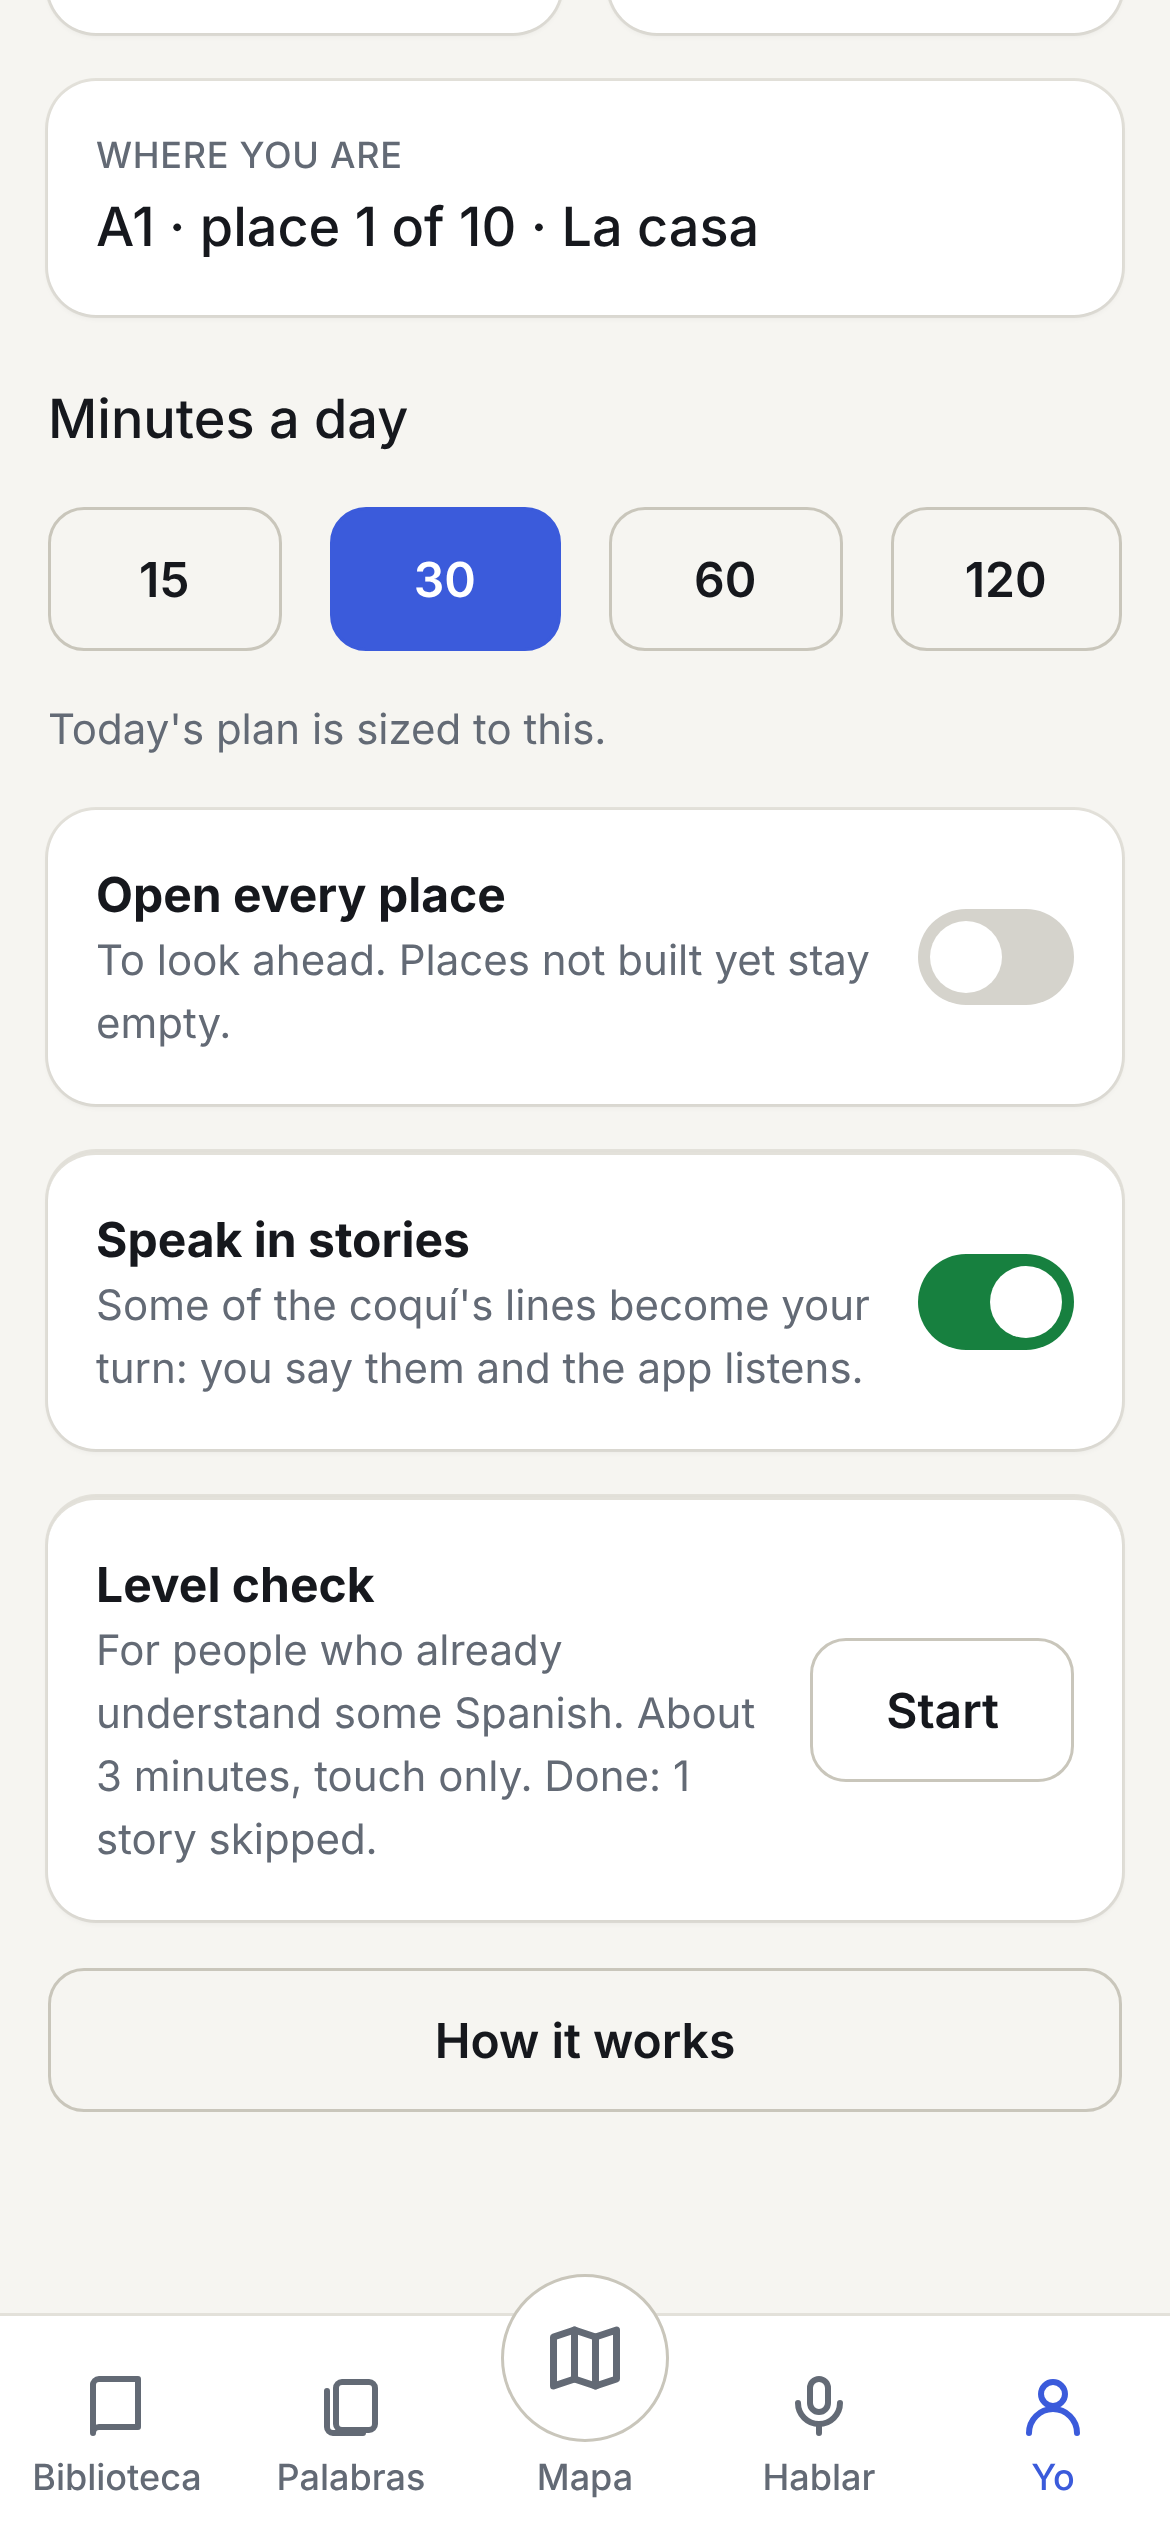 WHERE YOU ARE
A1 · place 1 of 10 · La casa
Minutes a day
15 30 60 120
Today's plan is sized to this.
Open every place
To look ahead. Places not built yet stay
empty.
Speak in stories
Some of the coquí's lines become your
turn: you say them and the app listens.
Level check
For people who already
understand some Spanish. About
3 minutes, touch only. Done: 1
story skipped.
Start
How it works
Biblioteca Palabras Mapa Hablar Yo